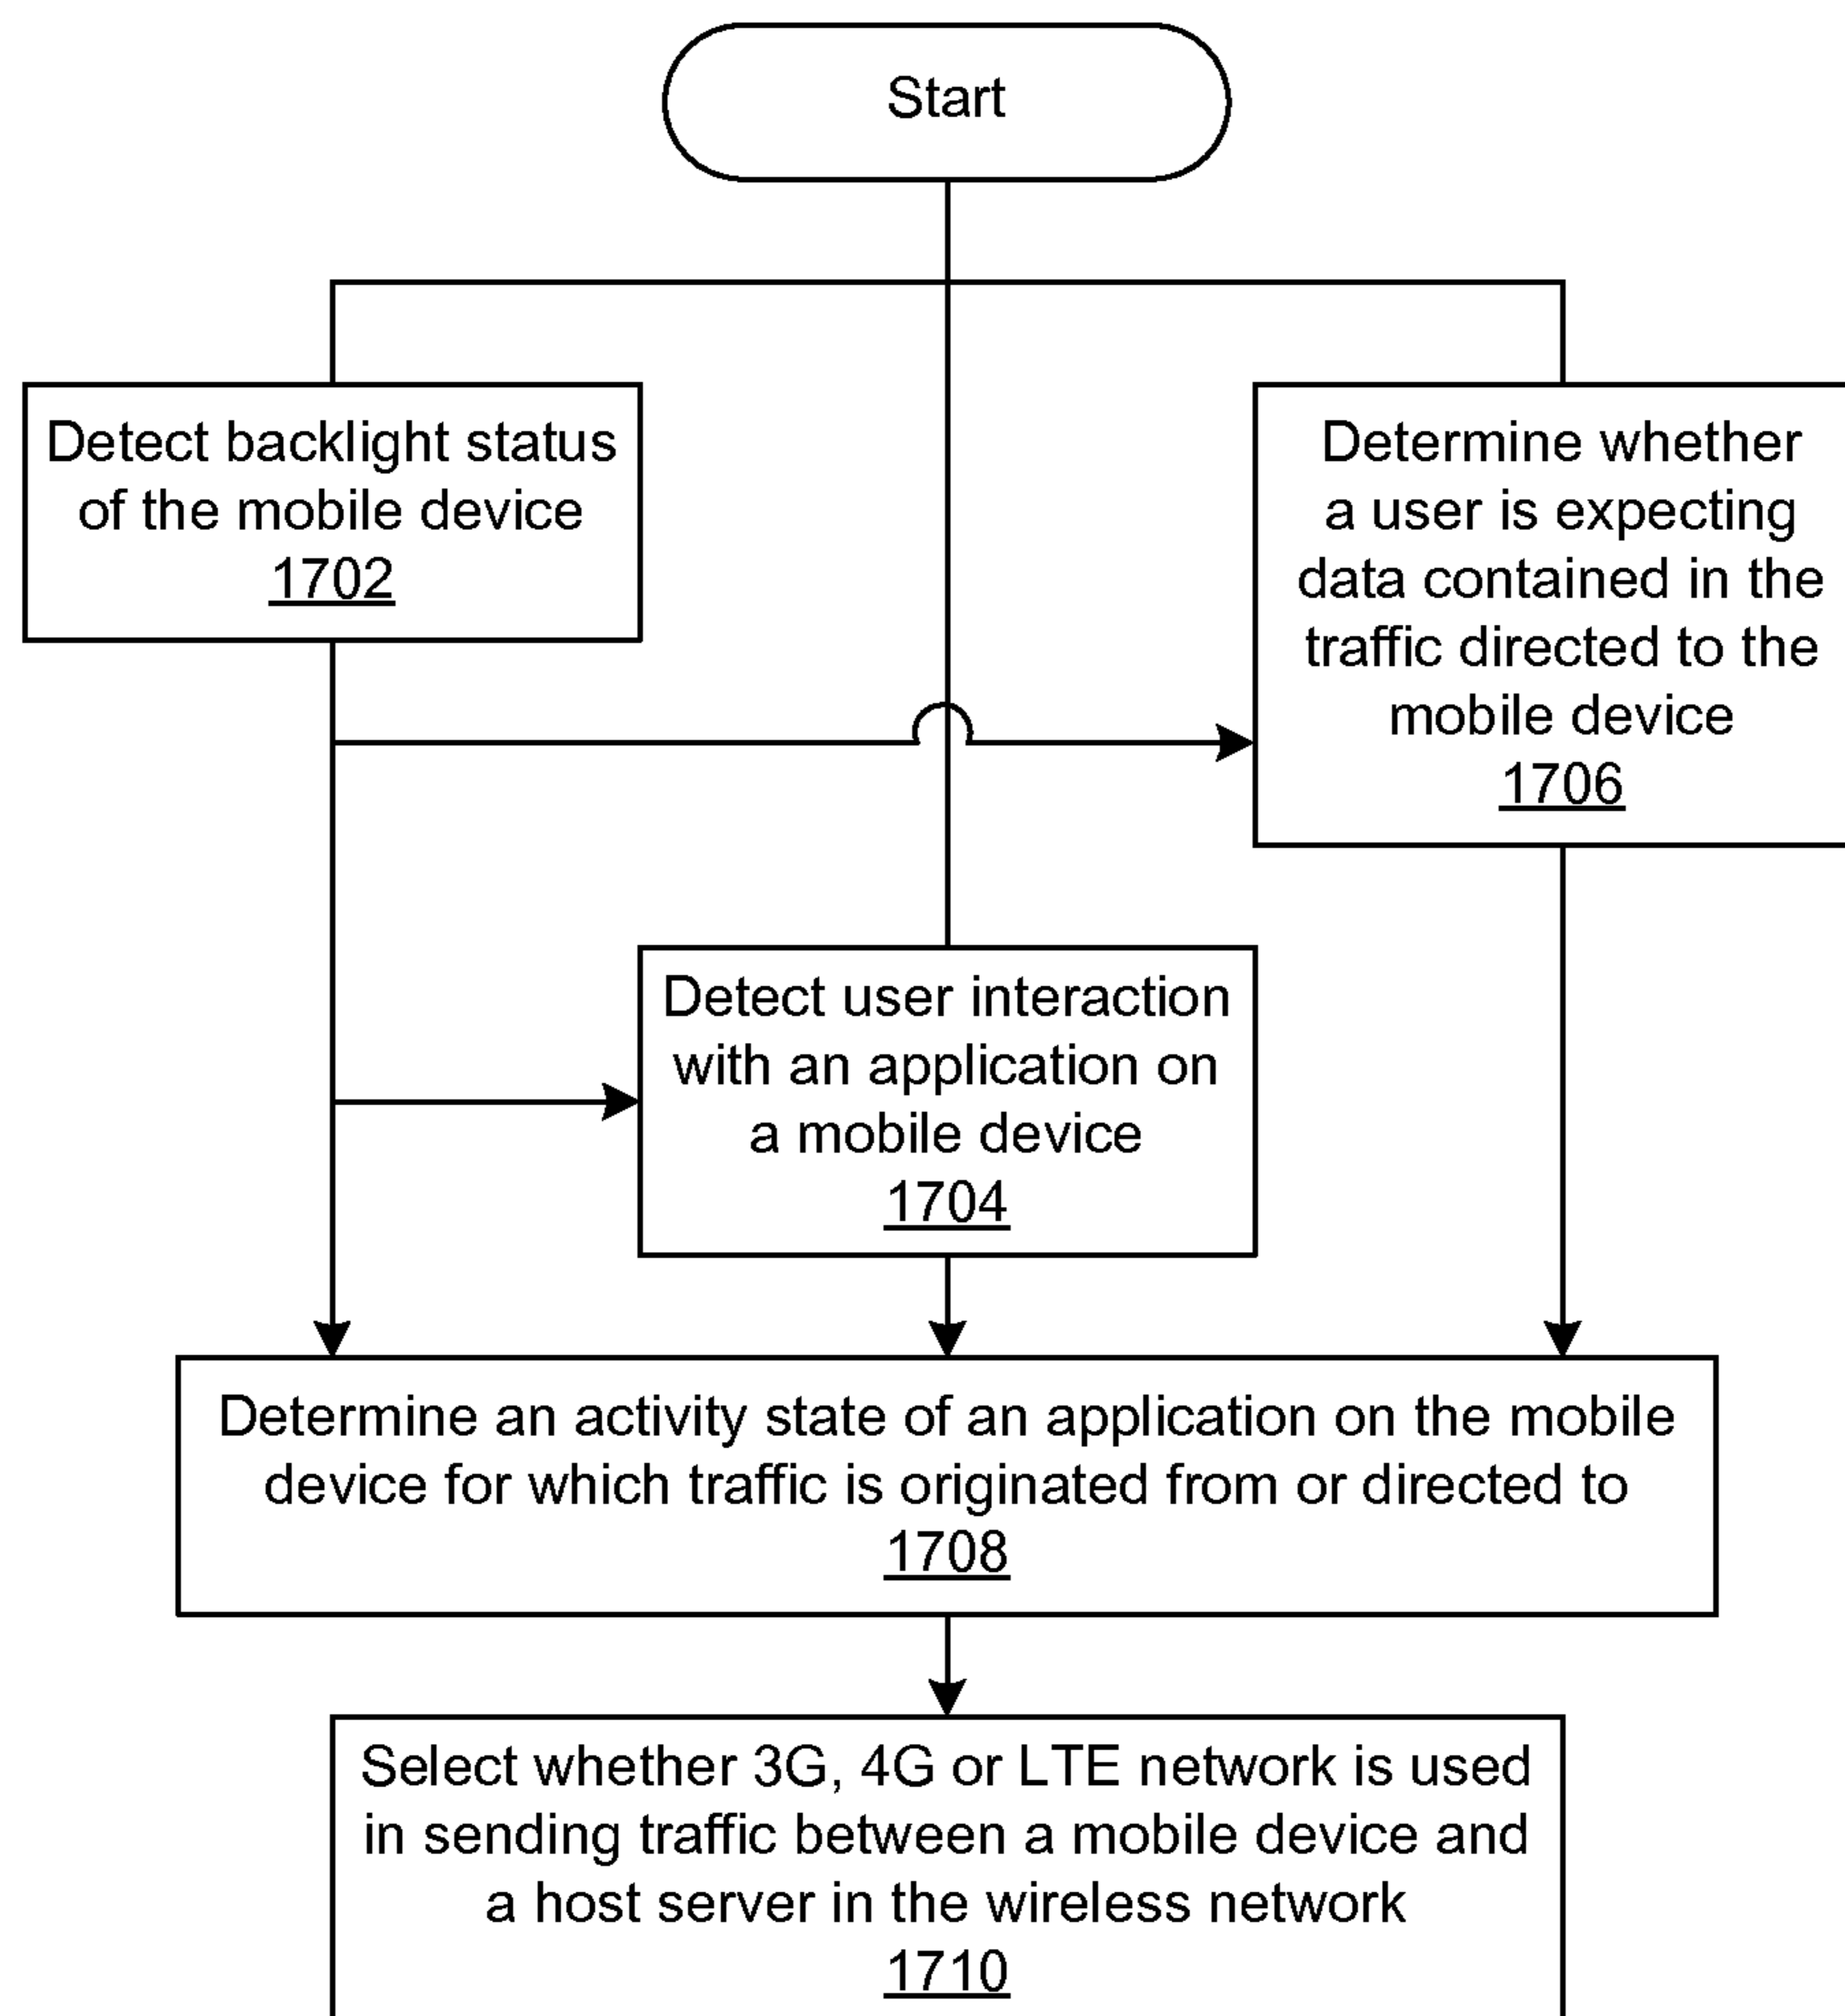 Start
Detect backlight status
of the mobile device
1702
Determine whether
a user is expecting
data contained in the
traffic directed to the
mobile device
1706
Detect user interaction
with an application on
a mobile device
1704
Determine an activity state of an application on the mobile
device for which traffic is originated from or directed to
1708
Select whether 3G, 4G or LTE network is used
in sending traffic between a mobile device and
a host server in the wireless network
1710